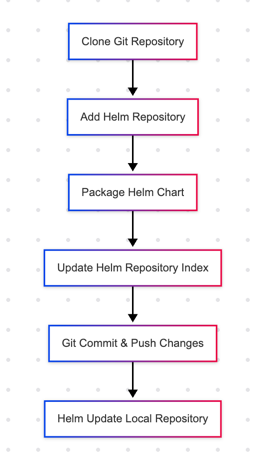 Clone Git Repository
Add Helm Repository
Package Helm Chart
Update Helm Repository Index
Git Commit & Push Changes
Helm Update Local Repository